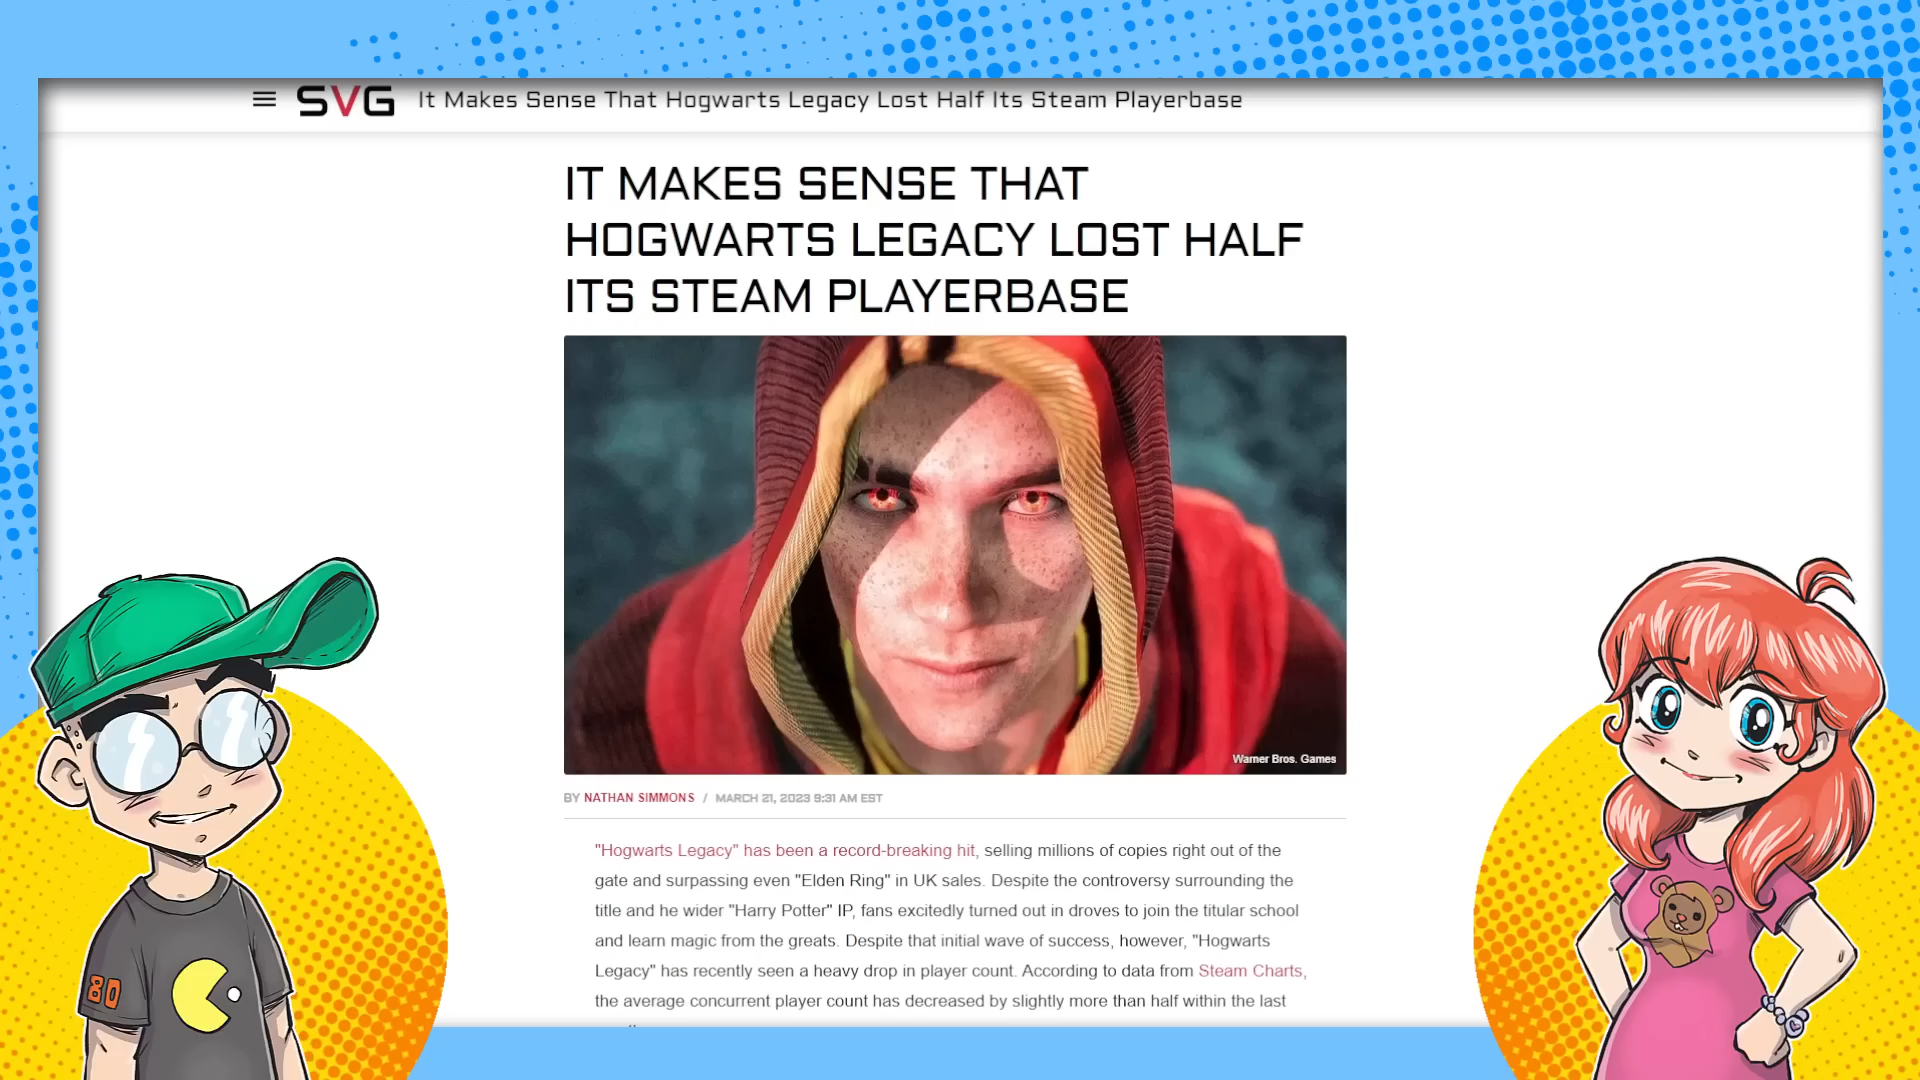 SVG It Makes Sense That Hogwarts Legacy Lost Half Its Steam Playerbase
IT MAKES SENSE THAT
HOGWARTS LEGACY LOST HALF
ITS STEAM PLAYERBASE
Warner Bros. Games
BY NATHAN SIMMONS / MARCH 21, 2023 9:31 AM EST
"Hogwarts Legacy" has been a record-breaking hit, selling millions of copies right out of the
gate and surpassing even "Elden Ring" in UK sales. Despite the controversy surrounding the
title and he wider "Harry Potter" IP, fans excitedly turned out in droves to join the titular school
and learn magic from the greats. Despite that initial wave of success, however, "Hogwarts
Legacy" has recently seen a heavy drop in player count. According to data from Steam Charts,
the average concurrent player count has decreased by slightly more than half within the last
80